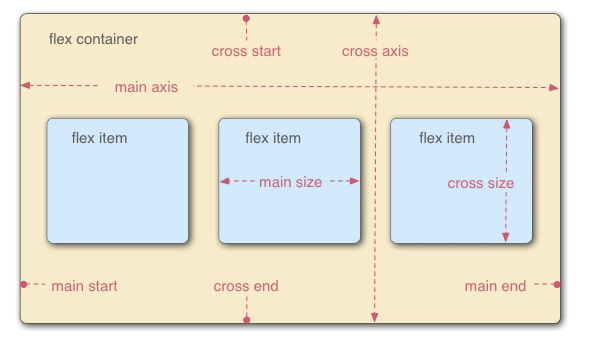 flex container
cross start
cross axis
main axis
flex item
flex item
flex item
main size
cross size
main start
cross end
main end